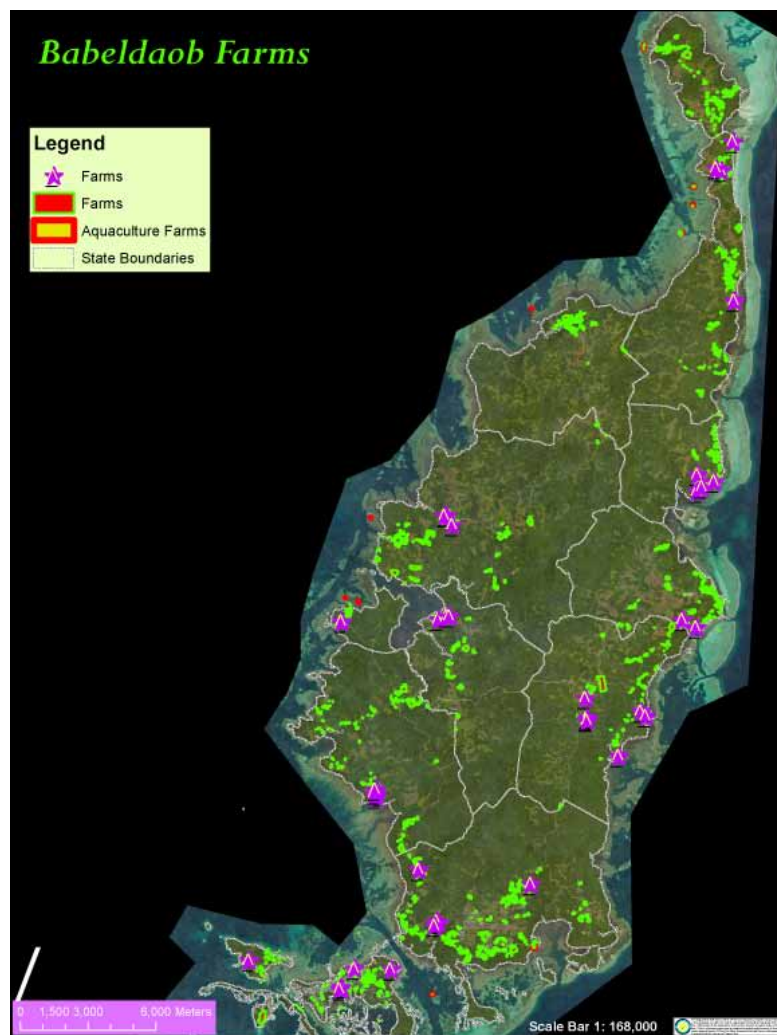 Babeldaob Farms
Legend
Farms
Farms
Aquaculture Farms
State Boundaries
0 1,500 3,000 6,000 Meters
Scale Bar 1: 168,000